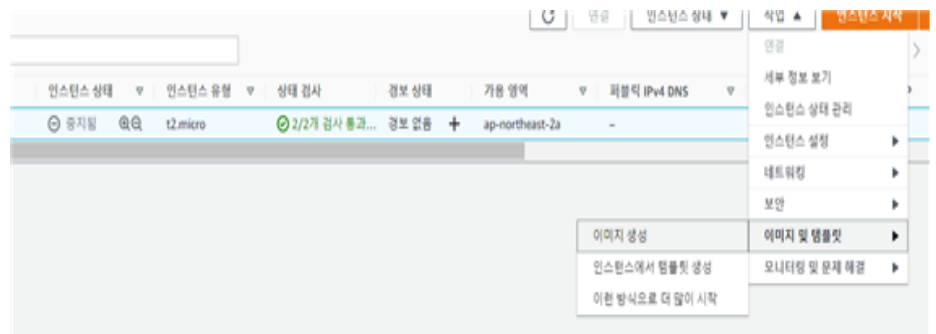 연결 인스턴스 상태 ▼ 작업 ▲ 인스턴스 시작
연결
세부 정보 보기
인스턴스 상태 관리
인스턴스 설정
네트워킹
보안
이미지 및 템플릿
모니터링 및 문제 해결
인스턴스 상태 인스턴스 유형 상태 검사 경보 상태 가용 영역 퍼블릭 IPv4 DNS
중지됨 t2.micro 2/2개 검사 통과... 경보 없음 + ap-northeast-2a –
이미지 생성
인스턴스에서 템플릿 생성
이런 방식으로 더 많이 시작